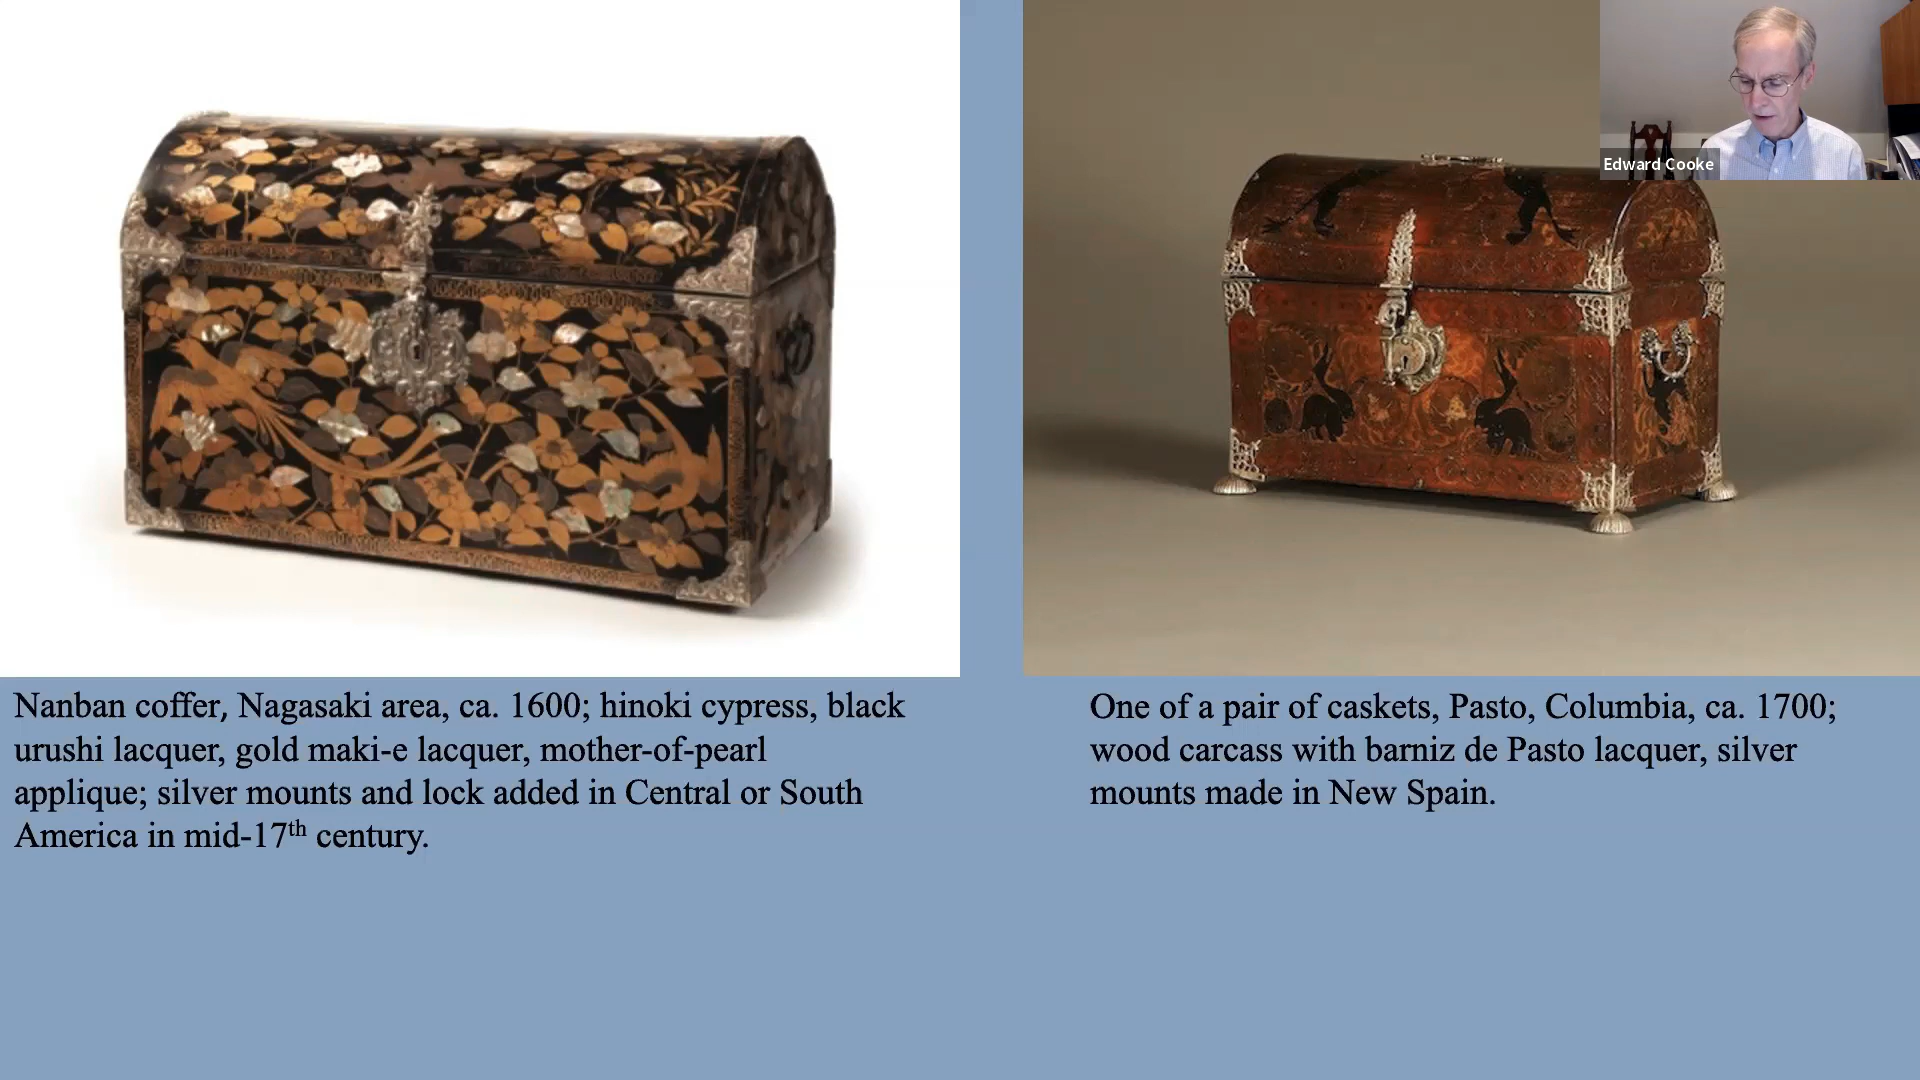 Edward Cooke
Nanban coffer, Nagasaki area, ca. 1600; hinoki cypress, black
urushi lacquer, gold maki-e lacquer, mother-of-pearl
applique; silver mounts and lock added in Central or South
America in mid-17th century.
One of a pair of caskets, Pasto, Columbia, ca. 1700;
wood carcass with barniz de Pasto lacquer, silver
mounts made in New Spain.